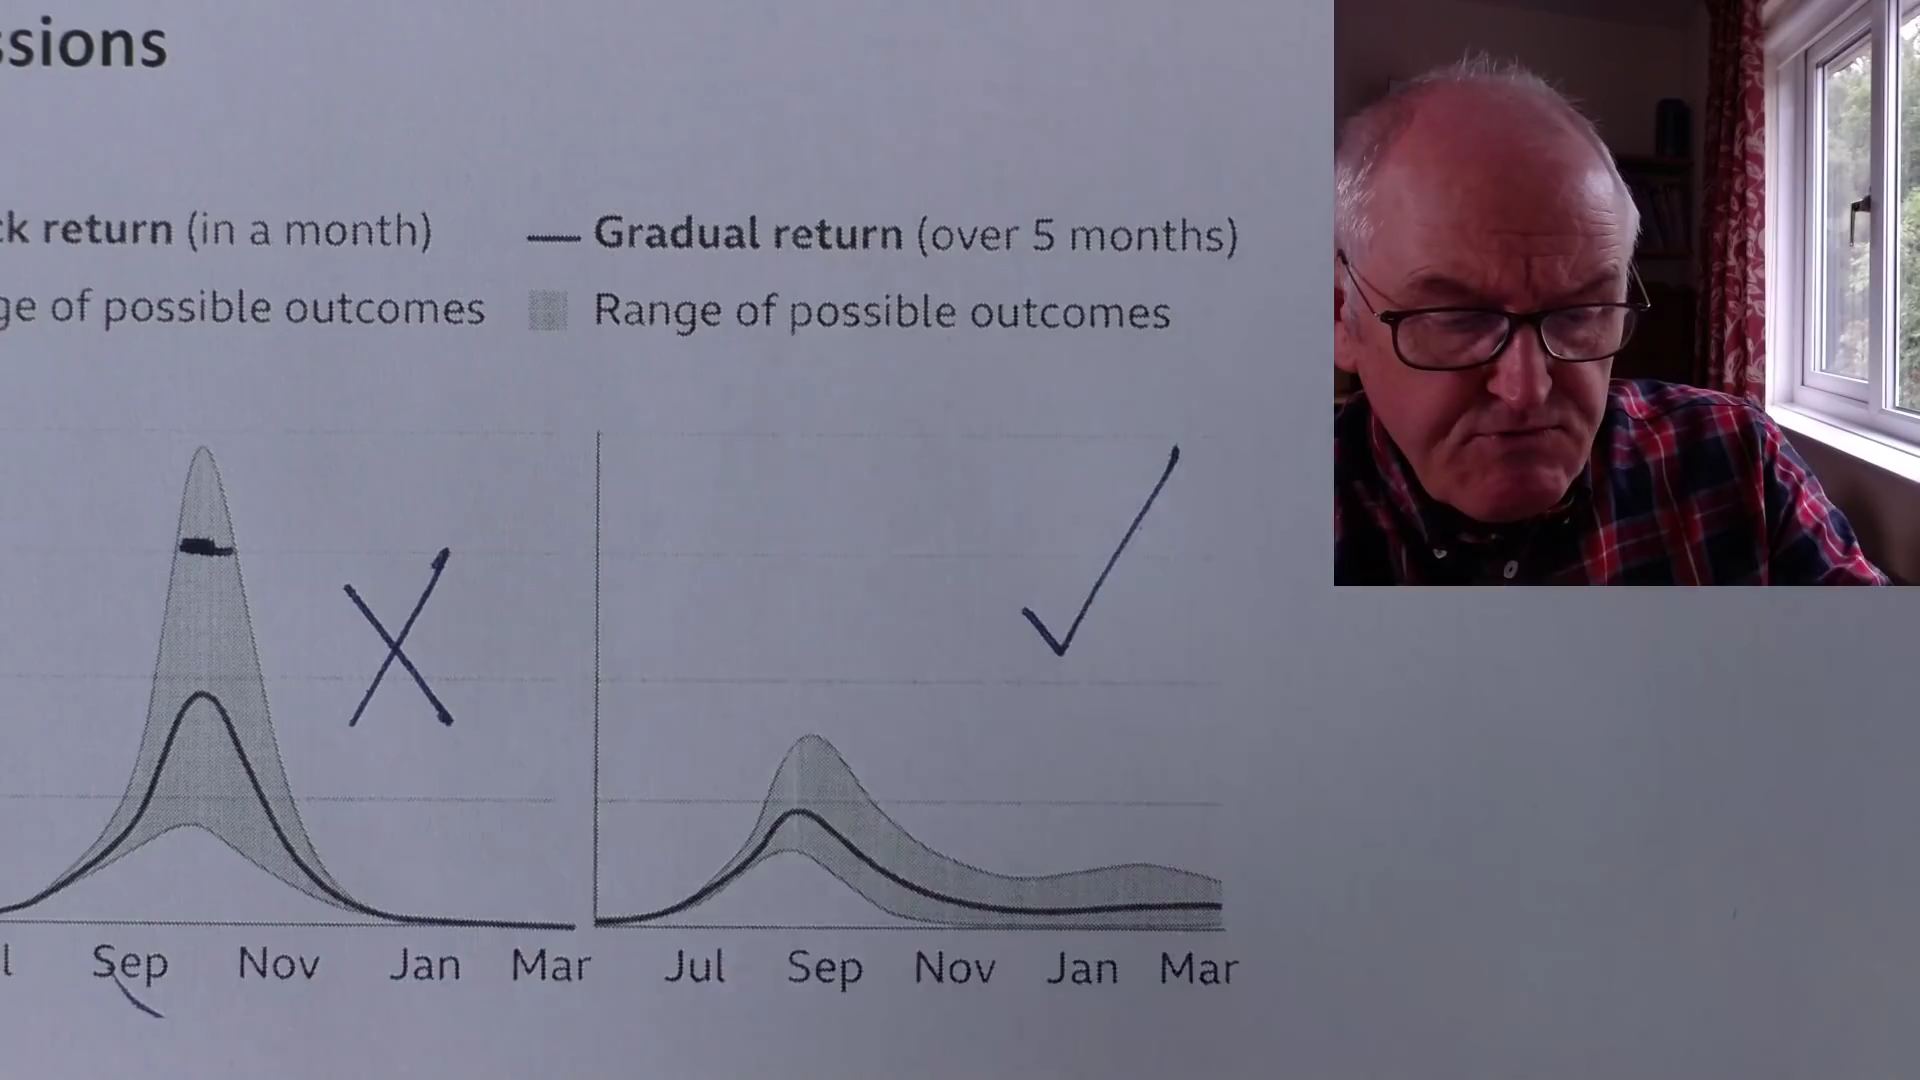 ssions
ck return (in a month)
Gradual return (over 5 months)
ge of possible outcomes
Range of possible outcomes
l Sep Nov Jan Mar
Jul Sep Nov Jan Mar